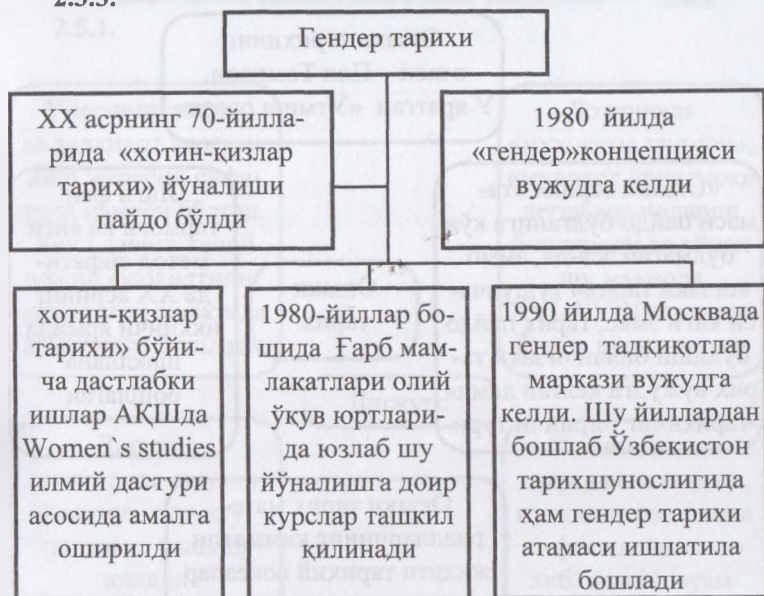 Гендер тарихи
ХХ асрнинг 70-йилла-
рида «хотин-қизлар
тарихи» йўналиши
пайдо бўлди
1980 йилда
«гендер»концепцияси
вужудга келди
хотин-қизлар
тарихи» бўйи-
ча дастлабки
ишлар АҚШда
Women`s studies
илмий дастури
асосида амалга
оширилди
1980-йиллар бо-
шида Ғарб мам-
лакатлари олий
ўқув юртлари-
да юзлаб шу
йўналишга доир
курслар ташкил
қилинади
1990 йилда Москвада
гендер тадқиқотлар
маркази вужудга
келди. Шу йиллардан
бошлаб Ўзбекистон
тарихшунослигида
ҳам гендер тарихи
атамаси ишлатила
бошлади